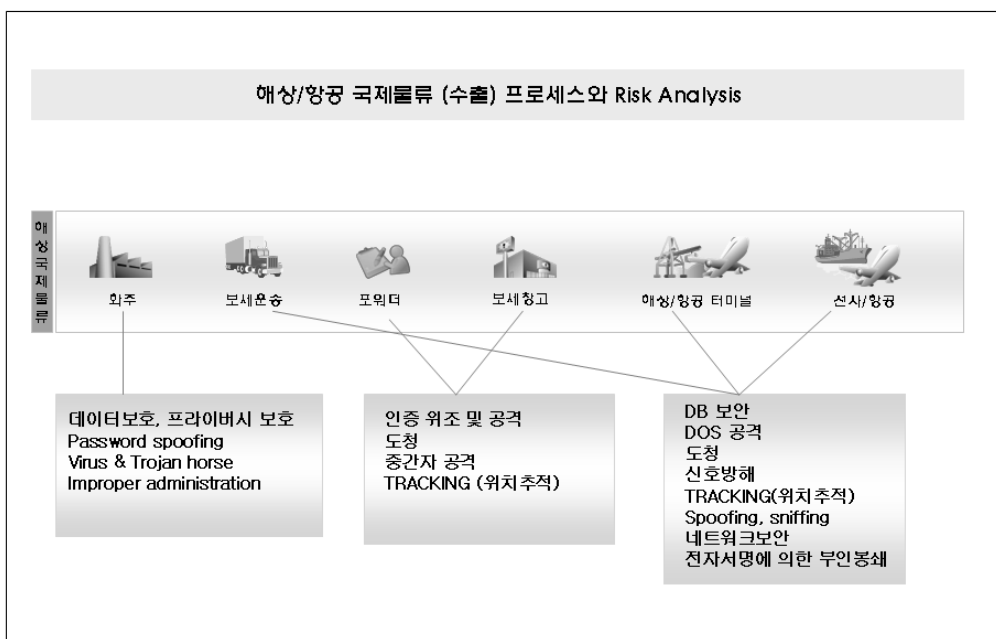 해상/항공 국제물류 (수출) 프로세스와 Risk Analysis
해상국제물류
화주
보세운송
포워더
보세창고
해상/항공 터미널
선사/항공
데이터보호, 프라이버시 보호
Password spoofing
Virus & Trojan horse
Improper administration
인증 위조 및 공격
도청
중간자 공격
TRACKING (위치추적)
DB 보안
DOS 공격
도청
신호방해
TRACKING(위치추적)
Spoofing, sniffing
네트워크보안
전자서명에 의한 부인봉쇄